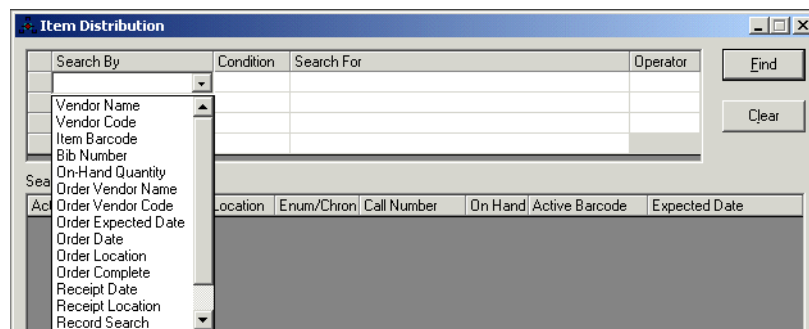 Item Distribution
Search By Condition Search For Operator
Find
Clear
Vendor Name
Vendor Code
Item Barcode
Bib Number
On-Hand Quantity
Order Vendor Name
Order Vendor Code
Order Expected Date
Order Date
Order Location
Order Complete
Receipt Date
Receipt Location
Record Search
Sea
Act Location Enum/Chron Call Number On Hand Active Barcode Expected Date